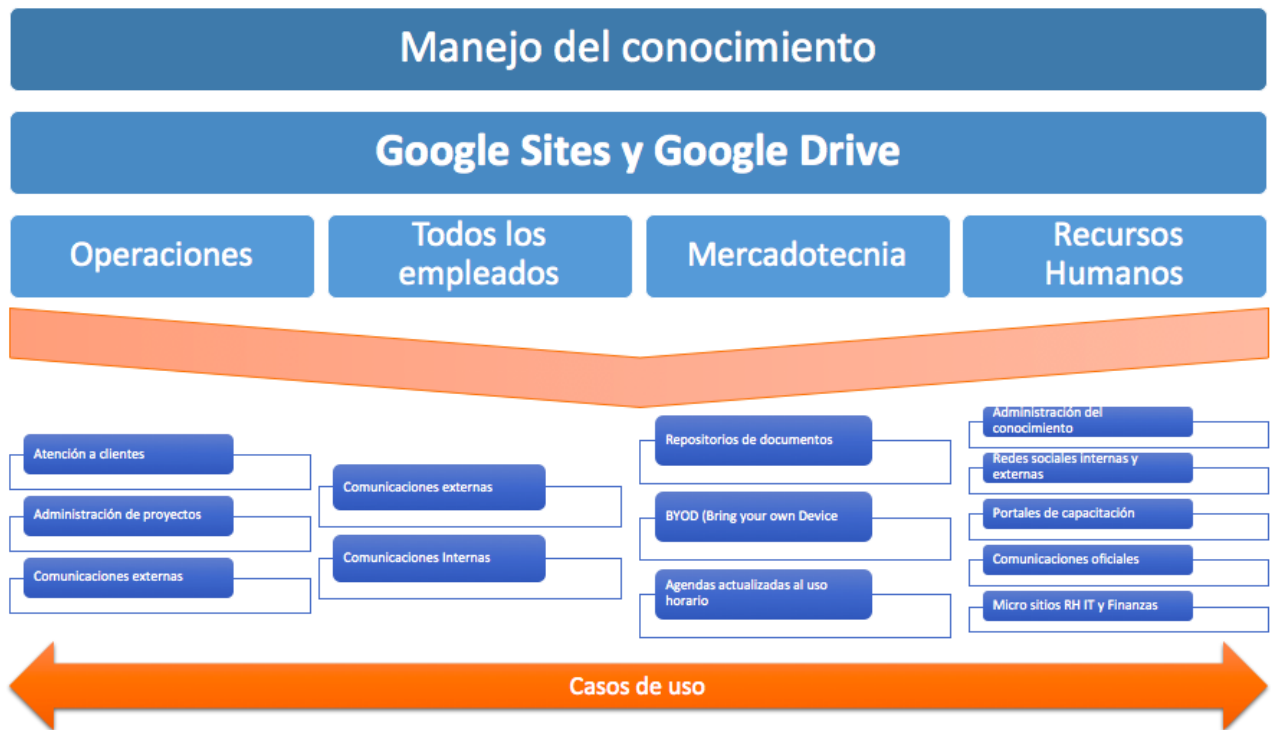 Manejo del conocimiento
Google Sites y Google Drive
Operaciones
Todos los
empleados
Mercadotecnia
Recursos
Humanos
Atención a clientes
Administración de proyectos
Comunicaciones externas
Comunicaciones externas
Comunicaciones Internas
Repositorios de documentos
BYOD (Bring your own Device
Agendas actualizadas al uso
horario
Administración del
conocimiento
Redes sociales internas y
externas
Portales de capacitación
Comunicaciones oficiales
Micro sitios RH IT y Finanzas
Casos de uso